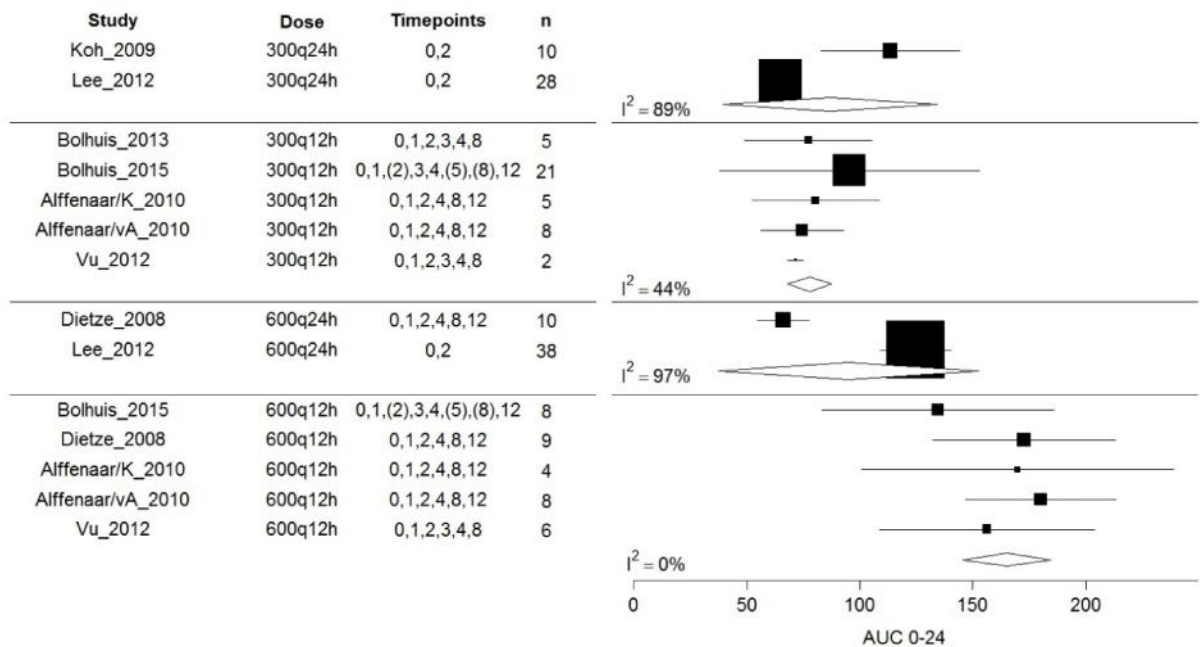 Study Dose Timepoints n
Koh_2009 300q24h 0,2 10
Lee_2012 300q24h 0,2 28
I² = 89%
Bolhuis_2013 300q12h 0,1,2,3,4,8 5
Bolhuis_2015 300q12h 0,1,(2),3,4,(5),(8),12 21
Alffenaar/K_2010 300q12h 0,1,2,4,8,12 5
Alffenaar/vA_2010 300q12h 0,1,2,4,8,12 8
Vu_2012 300q12h 0,1,2,3,4,8 2
I² = 44%
Dietze_2008 600q24h 0,1,2,4,8,12 10
Lee_2012 600q24h 0,2 38
I² = 97%
Bolhuis_2015 600q12h 0,1,(2),3,4,(5),(8),12 8
Dietze_2008 600q12h 0,1,2,4,8,12 9
Alffenaar/K_2010 600q12h 0,1,2,4,8,12 4
Alffenaar/vA_2010 600q12h 0,1,2,4,8,12 8
Vu_2012 600q12h 0,1,2,3,4,8 6
I² = 0%
0 50 100 150 200
AUC 0-24